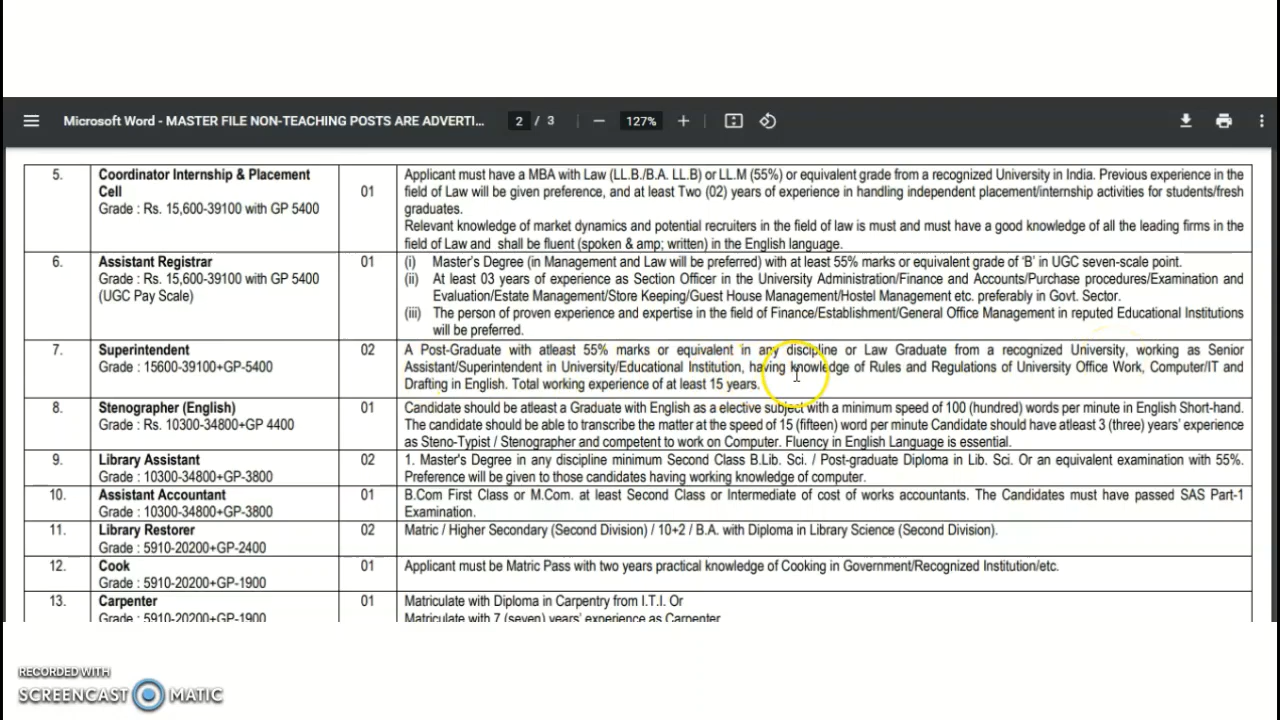 Microsoft Word - MASTER FILE NON-TEACHING POSTS ARE ADVERTI... 2 / 3 127%
5. Coordinator Internship & Placement Cell
Grade : Rs. 15,600-39100 with GP 5400
01
Applicant must have a MBA with Law (LL.B./B.A. LL.B) or LL.M (55%) or equivalent grade from a recognized University in India. Previous experience in the
field of Law will be given preference, and at least Two (02) years of experience in handling independent placement/internship activities for students/fresh
graduates.
Relevant knowledge of market dynamics and potential recruiters in the field of law is must and must have a good knowledge of all the leading firms in the
field of Law and shall be fluent (spoken & amp; written) in the English language.
6. Assistant Registrar
Grade : Rs. 15,600-39100 with GP 5400
(UGC Pay Scale)
01
(i) Master's Degree (in Management and Law will be preferred) with at least 55% marks or equivalent grade of 'B' in UGC seven-scale point.
(ii) At least 03 years of experience as Section Officer in the University Administration/Finance and Accounts/Purchase procedures/Examination and
Evaluation/Estate Management/Store Keeping/Guest House Management/Hostel Management etc. preferably in Govt. Sector.
(iii) The person of proven experience and expertise in the field of Finance/Establishment/General Office Management in reputed Educational Institutions
will be preferred.
7. Superintendent
Grade : 15600-39100+GP-5400
02
A Post-Graduate with atleast 55% marks or equivalent in any discipline or Law Graduate from a recognized University, working as Senior
Assistant/Superintendent in University/Educational Institution, having knowledge of Rules and Regulations of University Office Work, Computer/IT and
Drafting in English. Total working experience of at least 15 years.
8. Stenographer (English)
Grade : Rs. 10300-34800+GP 4400
01
Candidate should be atleast a Graduate with English as a elective subject with a minimum speed of 100 (hundred) words per minute in English Short-hand.
The candidate should be able to transcribe the matter at the speed of 15 (fifteen) word per minute Candidate should have atleast 3 (three) years' experience
as Steno-Typist / Stenographer and competent to work on Computer. Fluency in English Language is essential.
9. Library Assistant
Grade : 10300-34800+GP-3800
02
1. Master's Degree in any discipline minimum Second Class B.Lib. Sci. / Post-graduate Diploma in Lib. Sci. Or an equivalent examination with 55%.
Preference will be given to those candidates having working knowledge of computer.
10. Assistant Accountant
Grade : 10300-34800+GP-3800
01
B.Com First Class or M.Com. at least Second Class or Intermediate of cost of works accountants. The Candidates must have passed SAS Part-1
Examination.
11. Library Restorer
Grade : 5910-20200+GP-2400
02
Matric / Higher Secondary (Second Division) / 10+2 / B.A. with Diploma in Library Science (Second Division).
12. Cook
Grade : 5910-20200+GP-1900
01
Applicant must be Matric Pass with two years practical knowledge of Cooking in Government/Recognized Institution/etc.
13. Carpenter
Grade : 5910-20200+GP-1900
01
Matriculate with Diploma in Carpentry from I.T.I. Or
Matriculate with 7 (seven) years' experience as Carpenter
RECORDED WITH
SCREENCAST MATIC